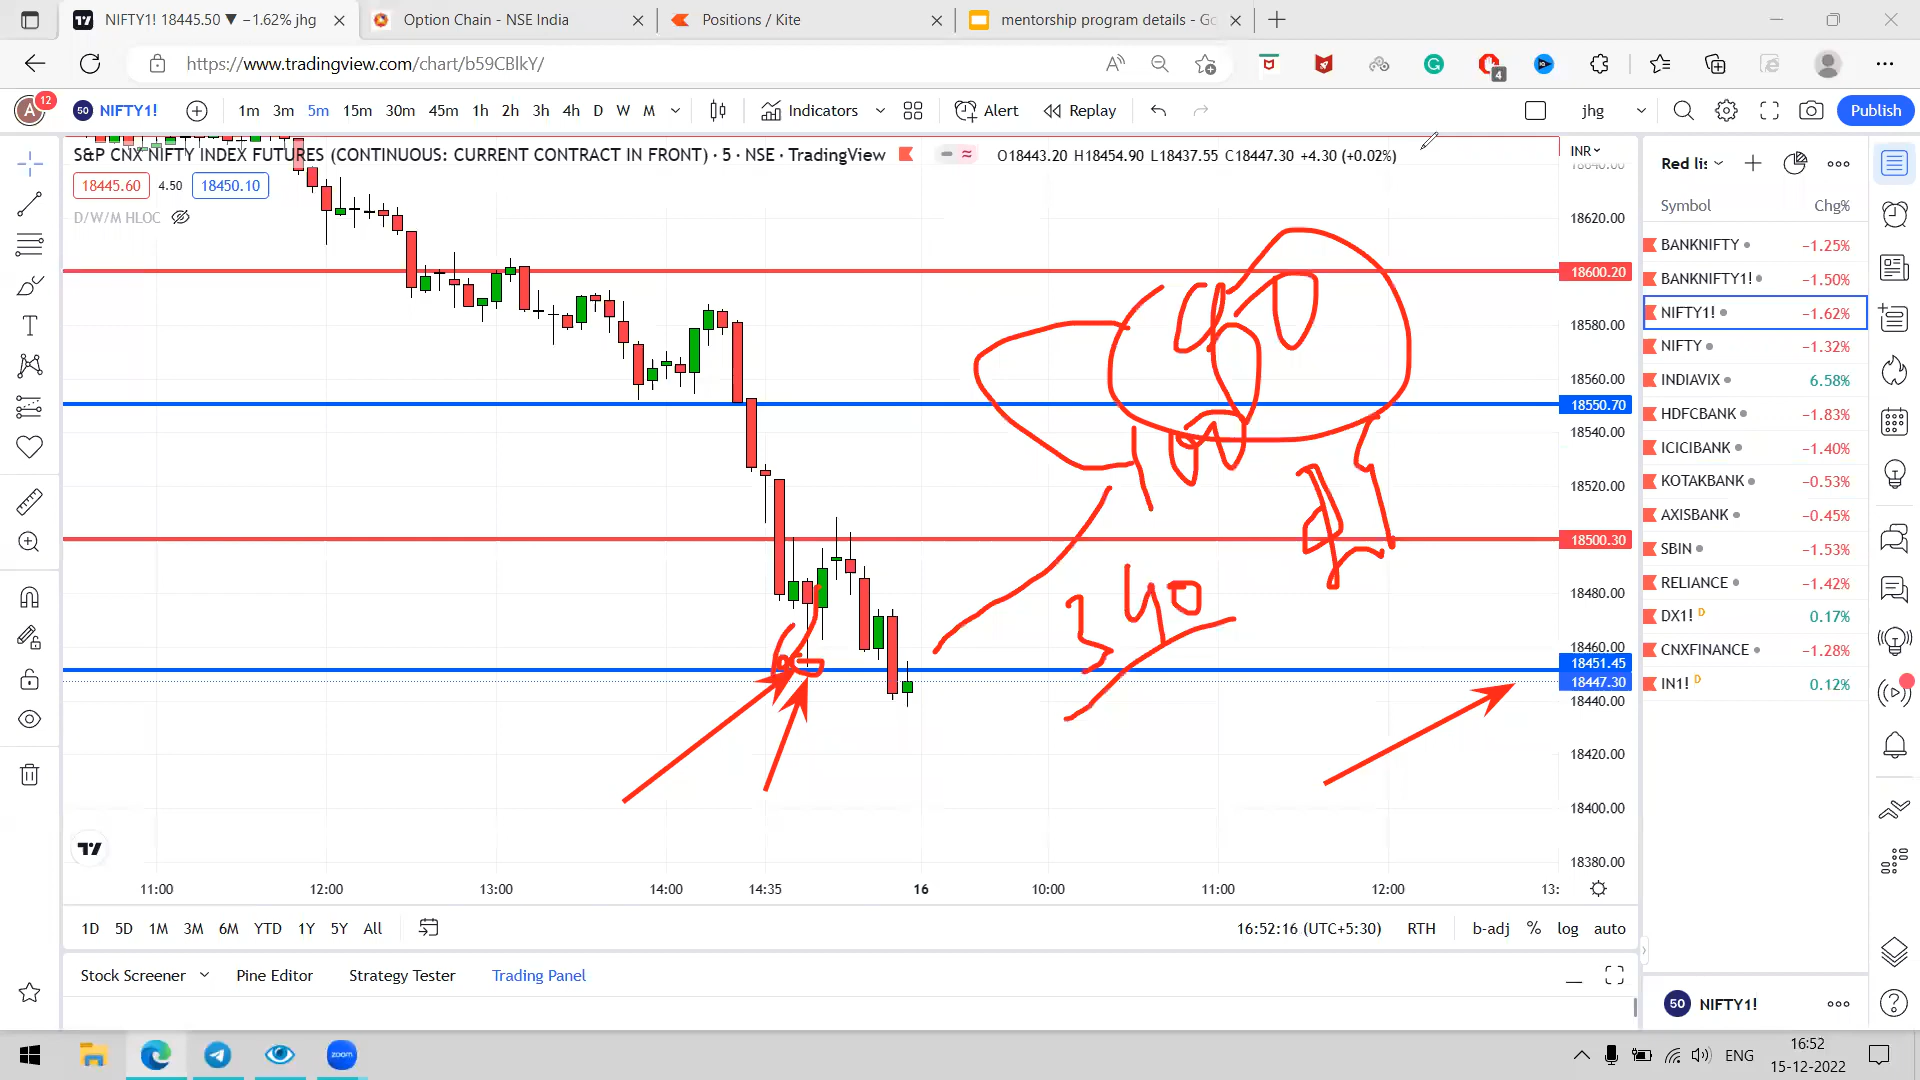 NIFTY1! 18445.50 ▼ −1.62% jhg
Option Chain - NSE India
Positions / Kite
mentorship program details - Go
https://www.tradingview.com/chart/b59CBlkY/
4
A 12
50 NIFTY1! 1m 3m 5m 15m 30m 45m 1h 2h 3h 4h D W M Indicators Alert Replay jhg Publish
S&P CNX NIFTY INDEX FUTURES (CONTINUOUS: CURRENT CONTRACT IN FRONT) · 5 · NSE · TradingView
O18443.20 H18454.90 L18437.55 C18447.30 +4.30 (+0.02%)
INR
18445.60 4.50 18450.10
D/W/M HLOC
18640.00
18620.00
18600.20
18580.00
18560.00
18550.70
18540.00
18520.00
18500.30
18480.00
18460.00
18451.45
18447.30
18440.00
18420.00
18400.00
18380.00
100
340
11:00 12:00 13:00 14:00 14:35 16 10:00 11:00 12:00 13:
1D 5D 1M 3M 6M YTD 1Y 5Y All
16:52:16 (UTC+5:30) RTH b-adj % log auto
Stock Screener Pine Editor Strategy Tester Trading Panel
Red lis
Symbol Chg%
BANKNIFTY −1.25%
BANKNIFTY1! −1.50%
NIFTY1! −1.62%
NIFTY −1.32%
INDIAVIX 6.58%
HDFCBANK −1.83%
ICICIBANK −1.40%
KOTAKBANK −0.53%
AXISBANK −0.45%
SBIN −1.53%
RELIANCE −1.42%
DX1! D 0.17%
CNXFINANCE −1.28%
IN1! D 0.12%
50 NIFTY1!
zoom
ENG
16:52
15-12-2022